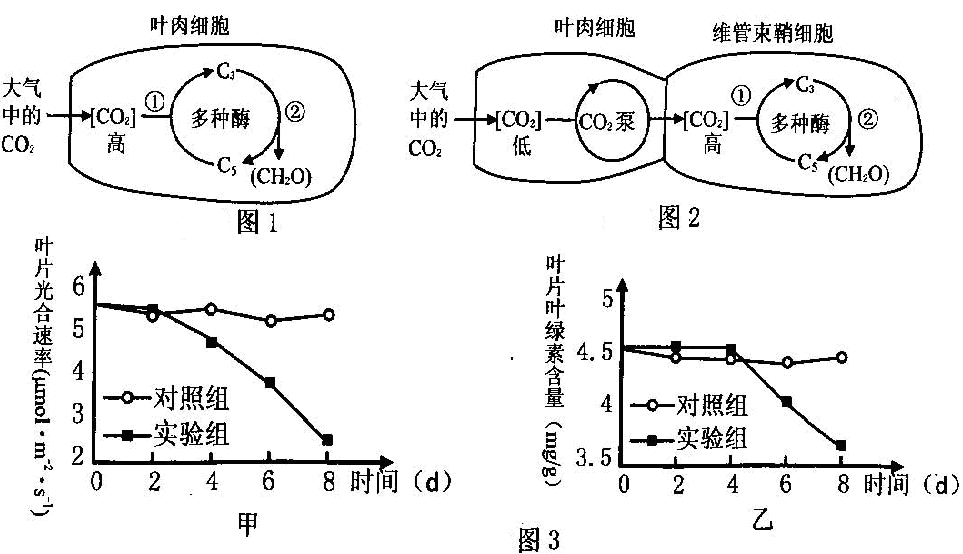 叶肉细胞
大气
中的
CO₂
[CO₂]
高
①
C₃
多种酶
②
C₅
(CH₂O)
图1
叶肉细胞
维管束鞘细胞
大气
中的
CO₂
[CO₂]
低
CO₂泵
[CO₂]
高
①
C₃
多种酶
②
C₅
(CH₂O)
图2
叶片光合速率(μmol·m⁻²·s⁻¹)
6
5
4
3
2
对照组
实验组
0 2 4 6 8 时间(d)
甲
叶片叶绿素含量(mg/g)
5
4.5
4
3.5
对照组
实验组
0 2 4 6 8 时间(d)
乙
图3